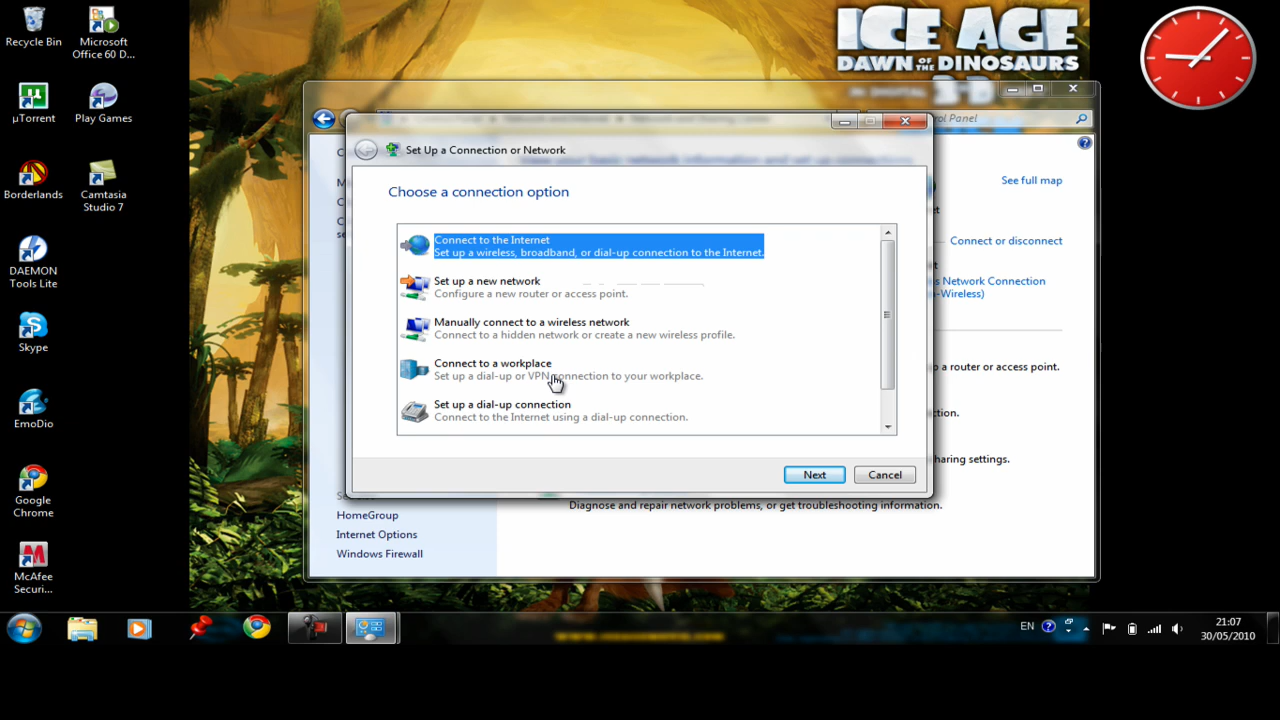 Recycle Bin
Microsoft
Office 60 D...
µTorrent
Play Games
Borderlands
Camtasia
Studio 7
DAEMON
Tools Lite
Skype
EmoDio
Google
Chrome
McAfee
Securi...
ICE AGE
DAWN OF THE DINOSAURS
IN DIGITAL 3-D
ol Panel
Set Up a Connection or Network
Choose a connection option
Connect to the Internet
Set up a wireless, broadband, or dial-up connection to the Internet.
Set up a new network
Configure a new router or access point.
Manually connect to a wireless network
Connect to a hidden network or create a new wireless profile.
Connect to a workplace
Set up a dial-up or VPN connection to your workplace.
Set up a dial-up connection
Connect to the Internet using a dial-up connection.
Next
Cancel
See full map
Connect or disconnect
s Network Connection
-Wireless)
p a router or access point.
ction.
haring settings.
Diagnose and repair network problems, or get troubleshooting information.
HomeGroup
Internet Options
Windows Firewall
EN
21:07
30/05/2010